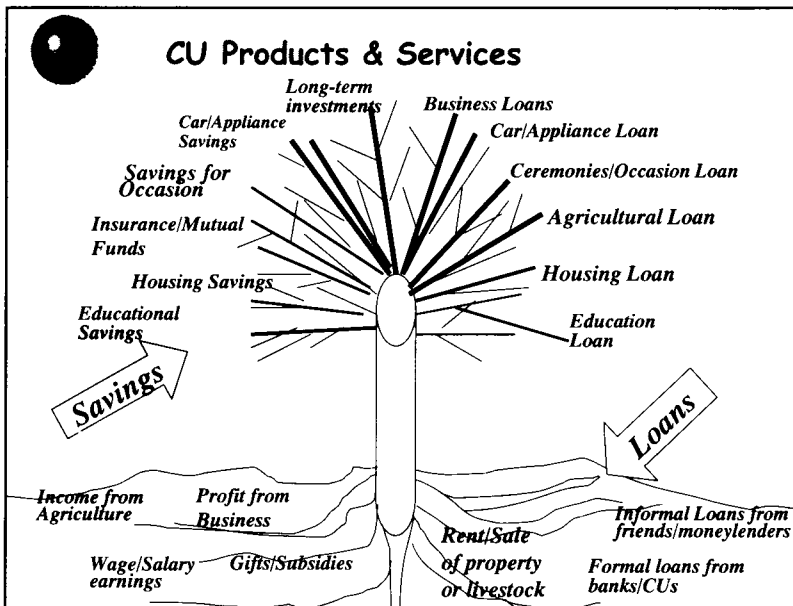 CU Products & Services
Long-term
investments
Business Loans
Car/Appliance
Savings
Car/Appliance Loan
Savings for
Occasion
Ceremonies/Occasion Loan
Insurance/Mutual
Funds
Agricultural Loan
Housing Savings
Housing Loan
Educational
Savings
Education
Loan
Savings
Loans
Income from
Agriculture
Profit from
Business
Informal Loans from
friends/moneylenders
Wage/Salary
earnings
Gifts/Subsidies
Rent/Sale
of property
or livestock
Formal loans from
banks/CUs